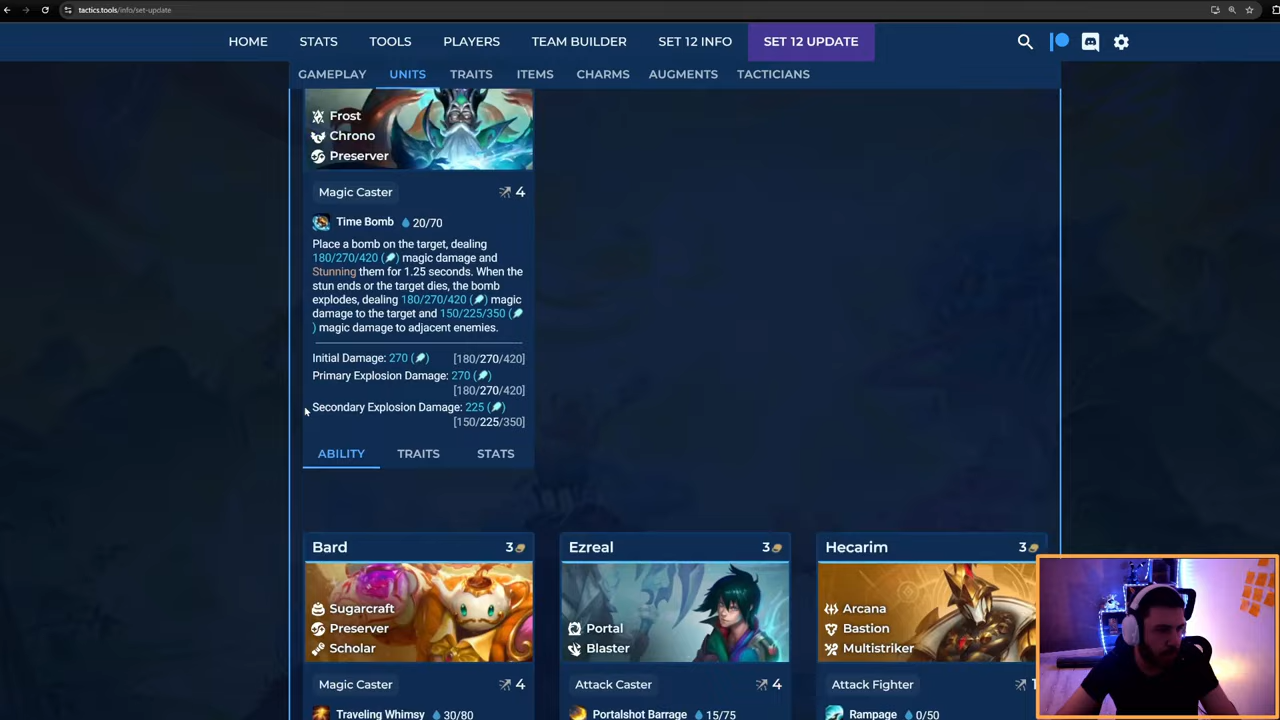 tactics.tools/info/set-update
HOME STATS TOOLS PLAYERS TEAM BUILDER SET 12 INFO SET 12 UPDATE
GAMEPLAY UNITS TRAITS ITEMS CHARMS AUGMENTS TACTICIANS
Frost
Chrono
Preserver
Magic Caster 4
Time Bomb 20/70
Place a bomb on the target, dealing
180/270/420 ( ) magic damage and
Stunning them for 1.25 seconds. When the
stun ends or the target dies, the bomb
explodes, dealing 180/270/420 ( ) magic
damage to the target and 150/225/350 (
) magic damage to adjacent enemies.
Initial Damage: 270 ( ) [180/270/420]
Primary Explosion Damage: 270 ( )
[180/270/420]
Secondary Explosion Damage: 225 ( )
[150/225/350]
ABILITY TRAITS STATS
Bard 3
Sugarcraft
Preserver
Scholar
Magic Caster 4
Traveling Whimsy 30/80
Ezreal 3
Portal
Blaster
Attack Caster 4
Portalshot Barrage 15/75
Hecarim 3
Arcana
Bastion
Multistriker
Attack Fighter 1
Rampage 0/50